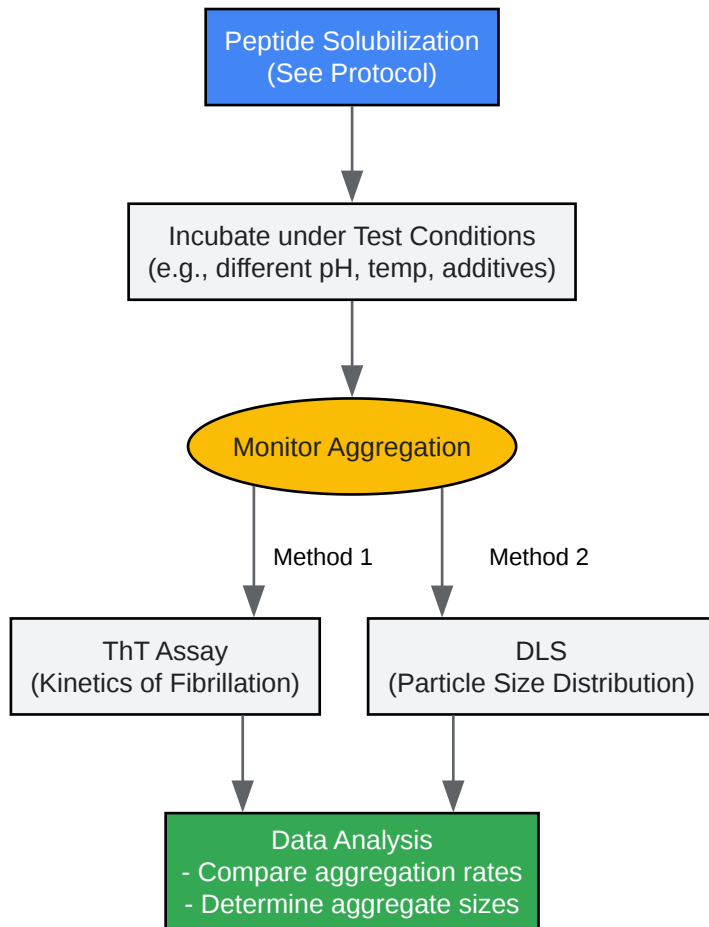 Peptide Solubilization
(See Protocol)
Incubate under Test Conditions
(e.g., different pH, temp, additives)
Monitor Aggregation
Method 1
Method 2
ThT Assay
(Kinetics of Fibrillation)
DLS
(Particle Size Distribution)
Data Analysis
- Compare aggregation rates
- Determine aggregate sizes